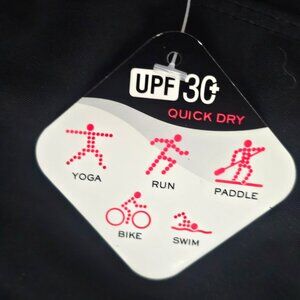 UPF 30+
QUICK DRY
YOGA
RUN
PADDLE
BIKE
SWIM